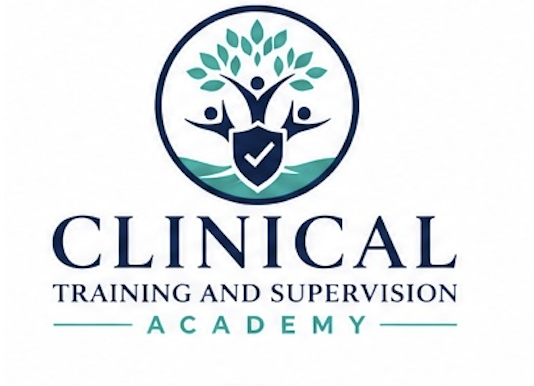 CLINICAL
TRAINING AND SUPERVISION
ACADEMY